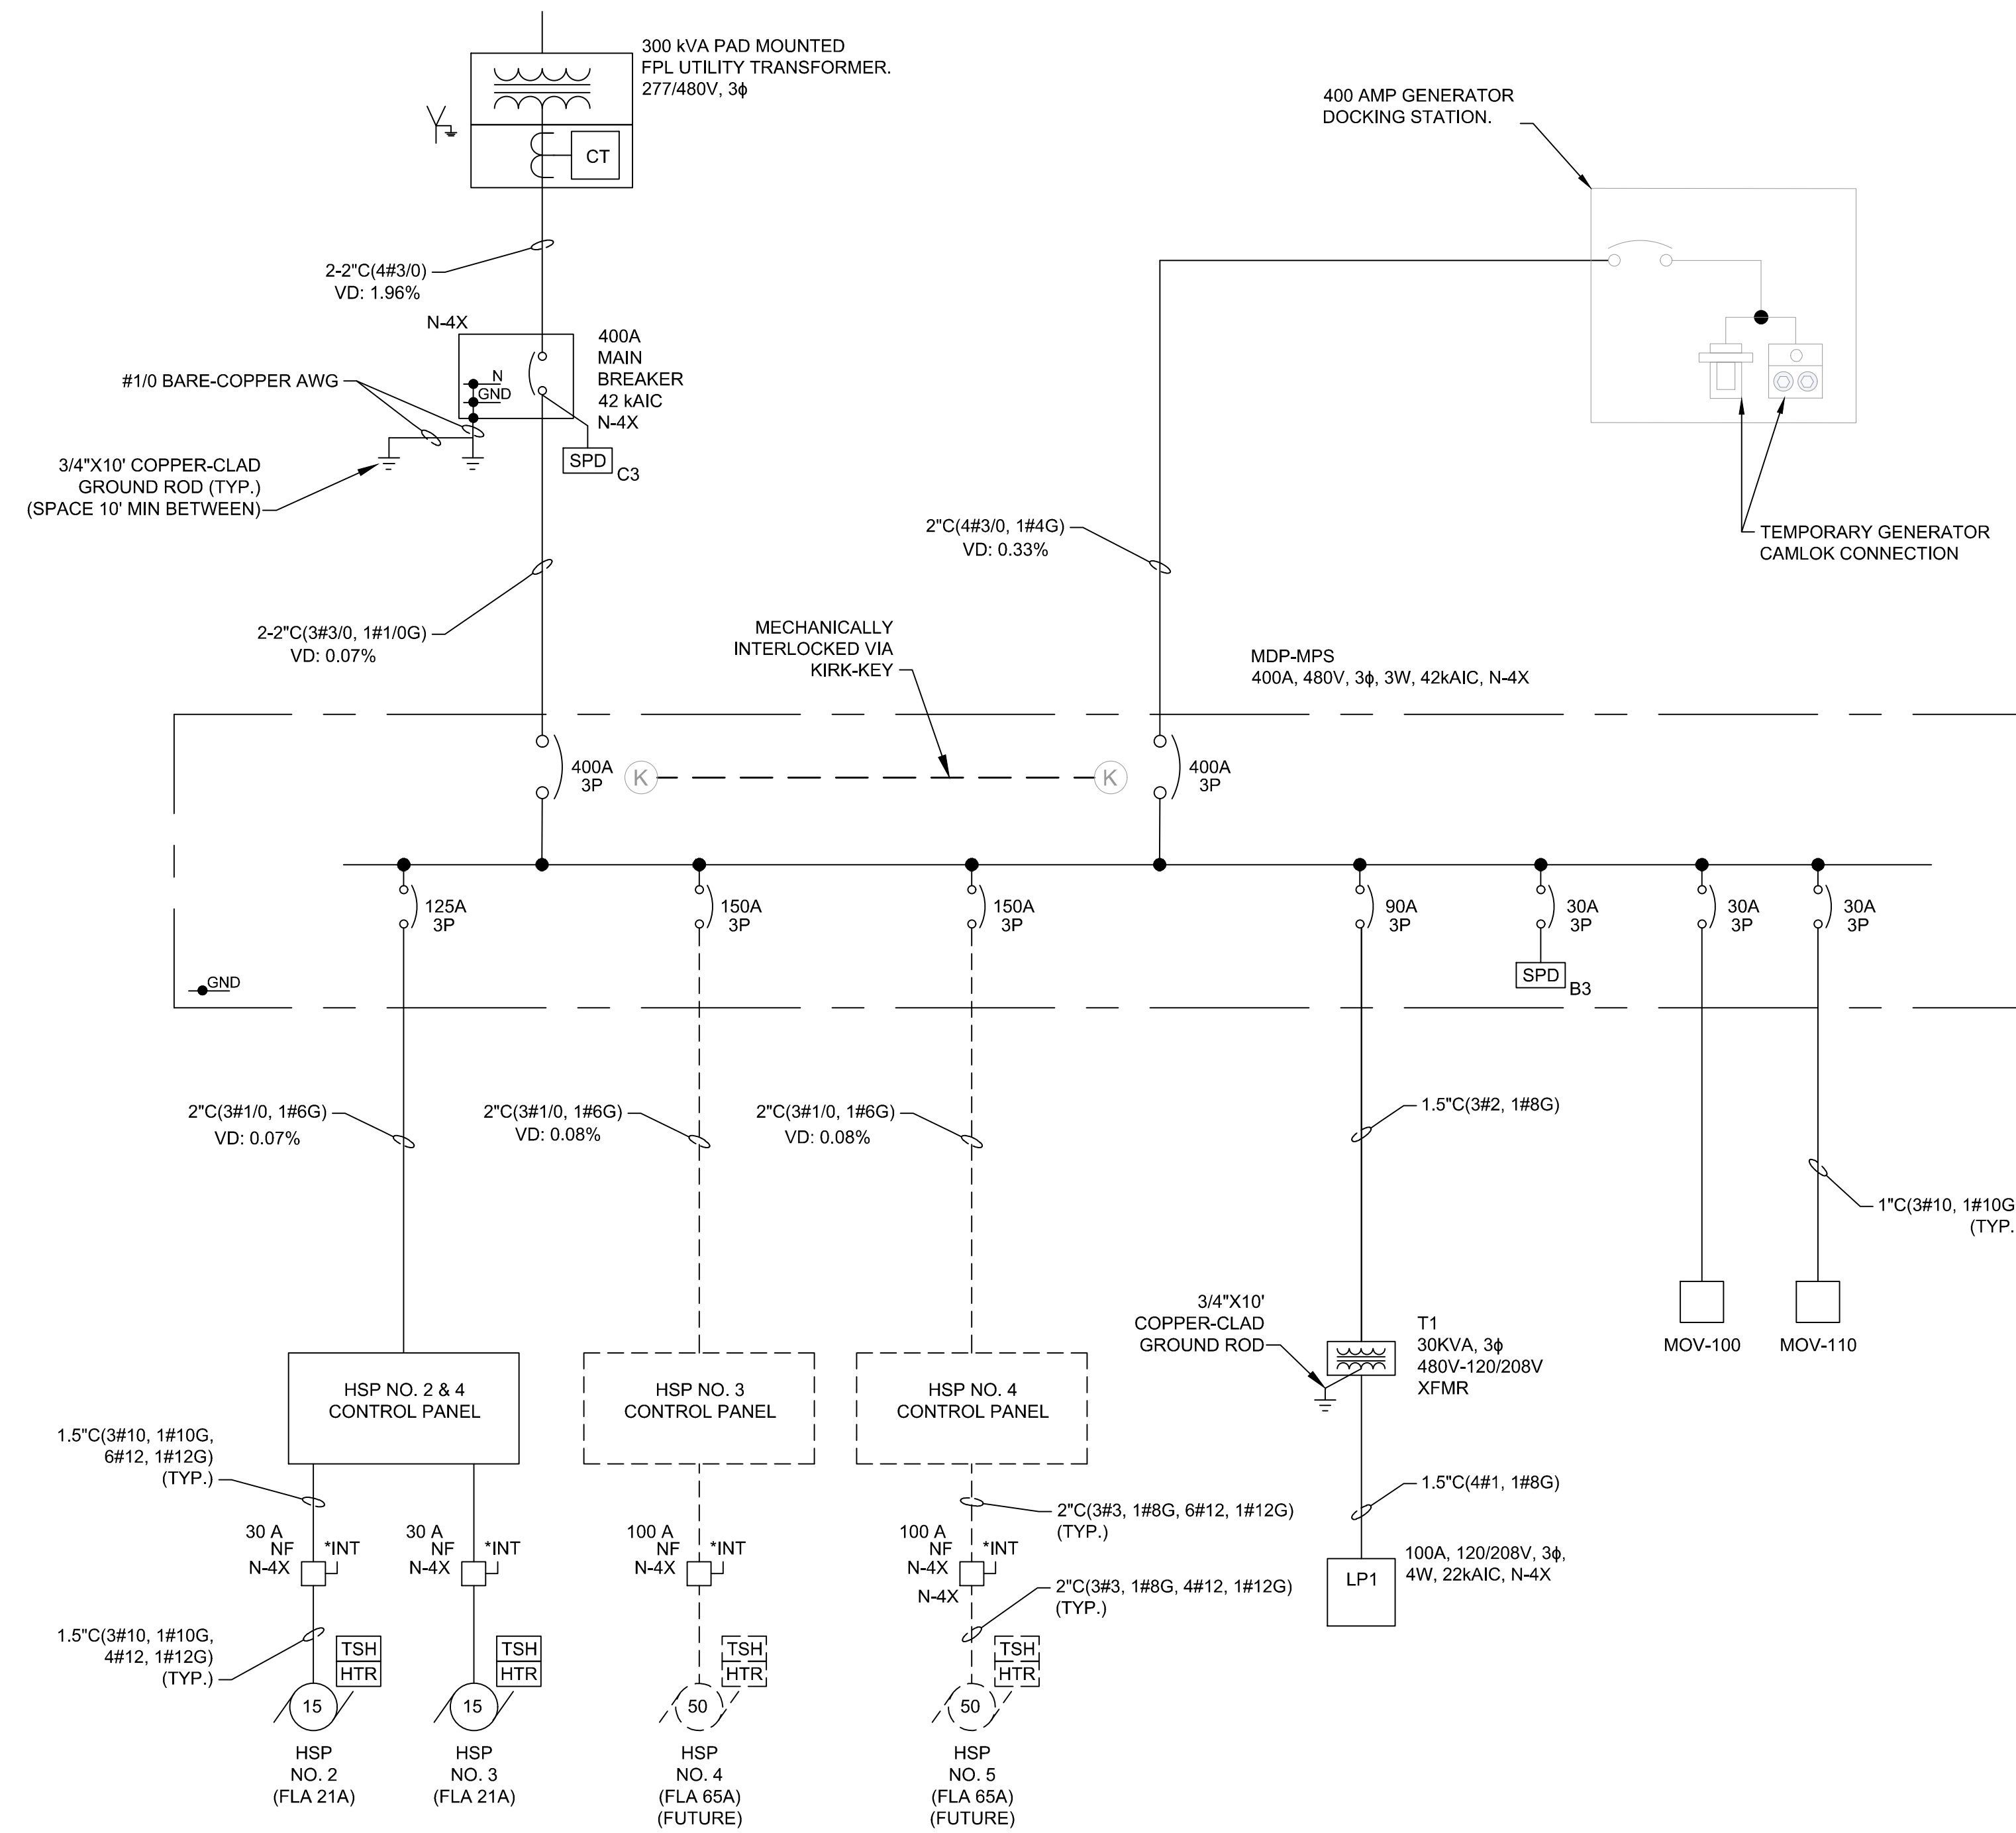 300 kVA PAD MOUNTED
FPL UTILITY TRANSFORMER.
277/480V, 3ϕ
CT
400 AMP GENERATOR
DOCKING STATION.
2-2"C(4#3/0)
VD: 1.96%
N-4X
400A
MAIN
BREAKER
42 kAIC
N-4X
N
GND
#1/0 BARE-COPPER AWG
SPD
C3
3/4"X10' COPPER-CLAD
GROUND ROD (TYP.)
(SPACE 10' MIN BETWEEN)
2"C(4#3/0, 1#4G)
VD: 0.33%
TEMPORARY GENERATOR
CAMLOK CONNECTION
2-2"C(3#3/0, 1#1/0G)
VD: 0.07%
MECHANICALLY
INTERLOCKED VIA
KIRK-KEY
MDP-MPS
400A, 480V, 3ϕ, 3W, 42kAIC, N-4X
400A
3P
K
K
400A
3P
125A
3P
150A
3P
150A
3P
90A
3P
30A
3P
30A
3P
30A
3P
SPD
B3
GND
2"C(3#1/0, 1#6G)
VD: 0.07%
2"C(3#1/0, 1#6G)
VD: 0.08%
2"C(3#1/0, 1#6G)
VD: 0.08%
1.5"C(3#2, 1#8G)
1"C(3#10, 1#10G
(TYP.
3/4"X10'
COPPER-CLAD
GROUND ROD
T1
30KVA, 3ϕ
480V-120/208V
XFMR
MOV-100
MOV-110
HSP NO. 2 & 4
CONTROL PANEL
HSP NO. 3
CONTROL PANEL
HSP NO. 4
CONTROL PANEL
1.5"C(3#10, 1#10G,
6#12, 1#12G)
(TYP.)
1.5"C(4#1, 1#8G)
2"C(3#3, 1#8G, 6#12, 1#12G)
(TYP.)
30 A
NF
N-4X
*INT
30 A
NF
N-4X
*INT
100 A
NF
N-4X
*INT
100 A
NF
N-4X
*INT
N-4X
LP1
100A, 120/208V, 3ϕ,
4W, 22kAIC, N-4X
2"C(3#3, 1#8G, 4#12, 1#12G)
(TYP.)
1.5"C(3#10, 1#10G,
4#12, 1#12G)
(TYP.)
TSH
HTR
TSH
HTR
TSH
HTR
TSH
HTR
15
15
50
50
HSP
NO. 2
(FLA 21A)
HSP
NO. 3
(FLA 21A)
HSP
NO. 4
(FLA 65A)
(FUTURE)
HSP
NO. 5
(FLA 65A)
(FUTURE)